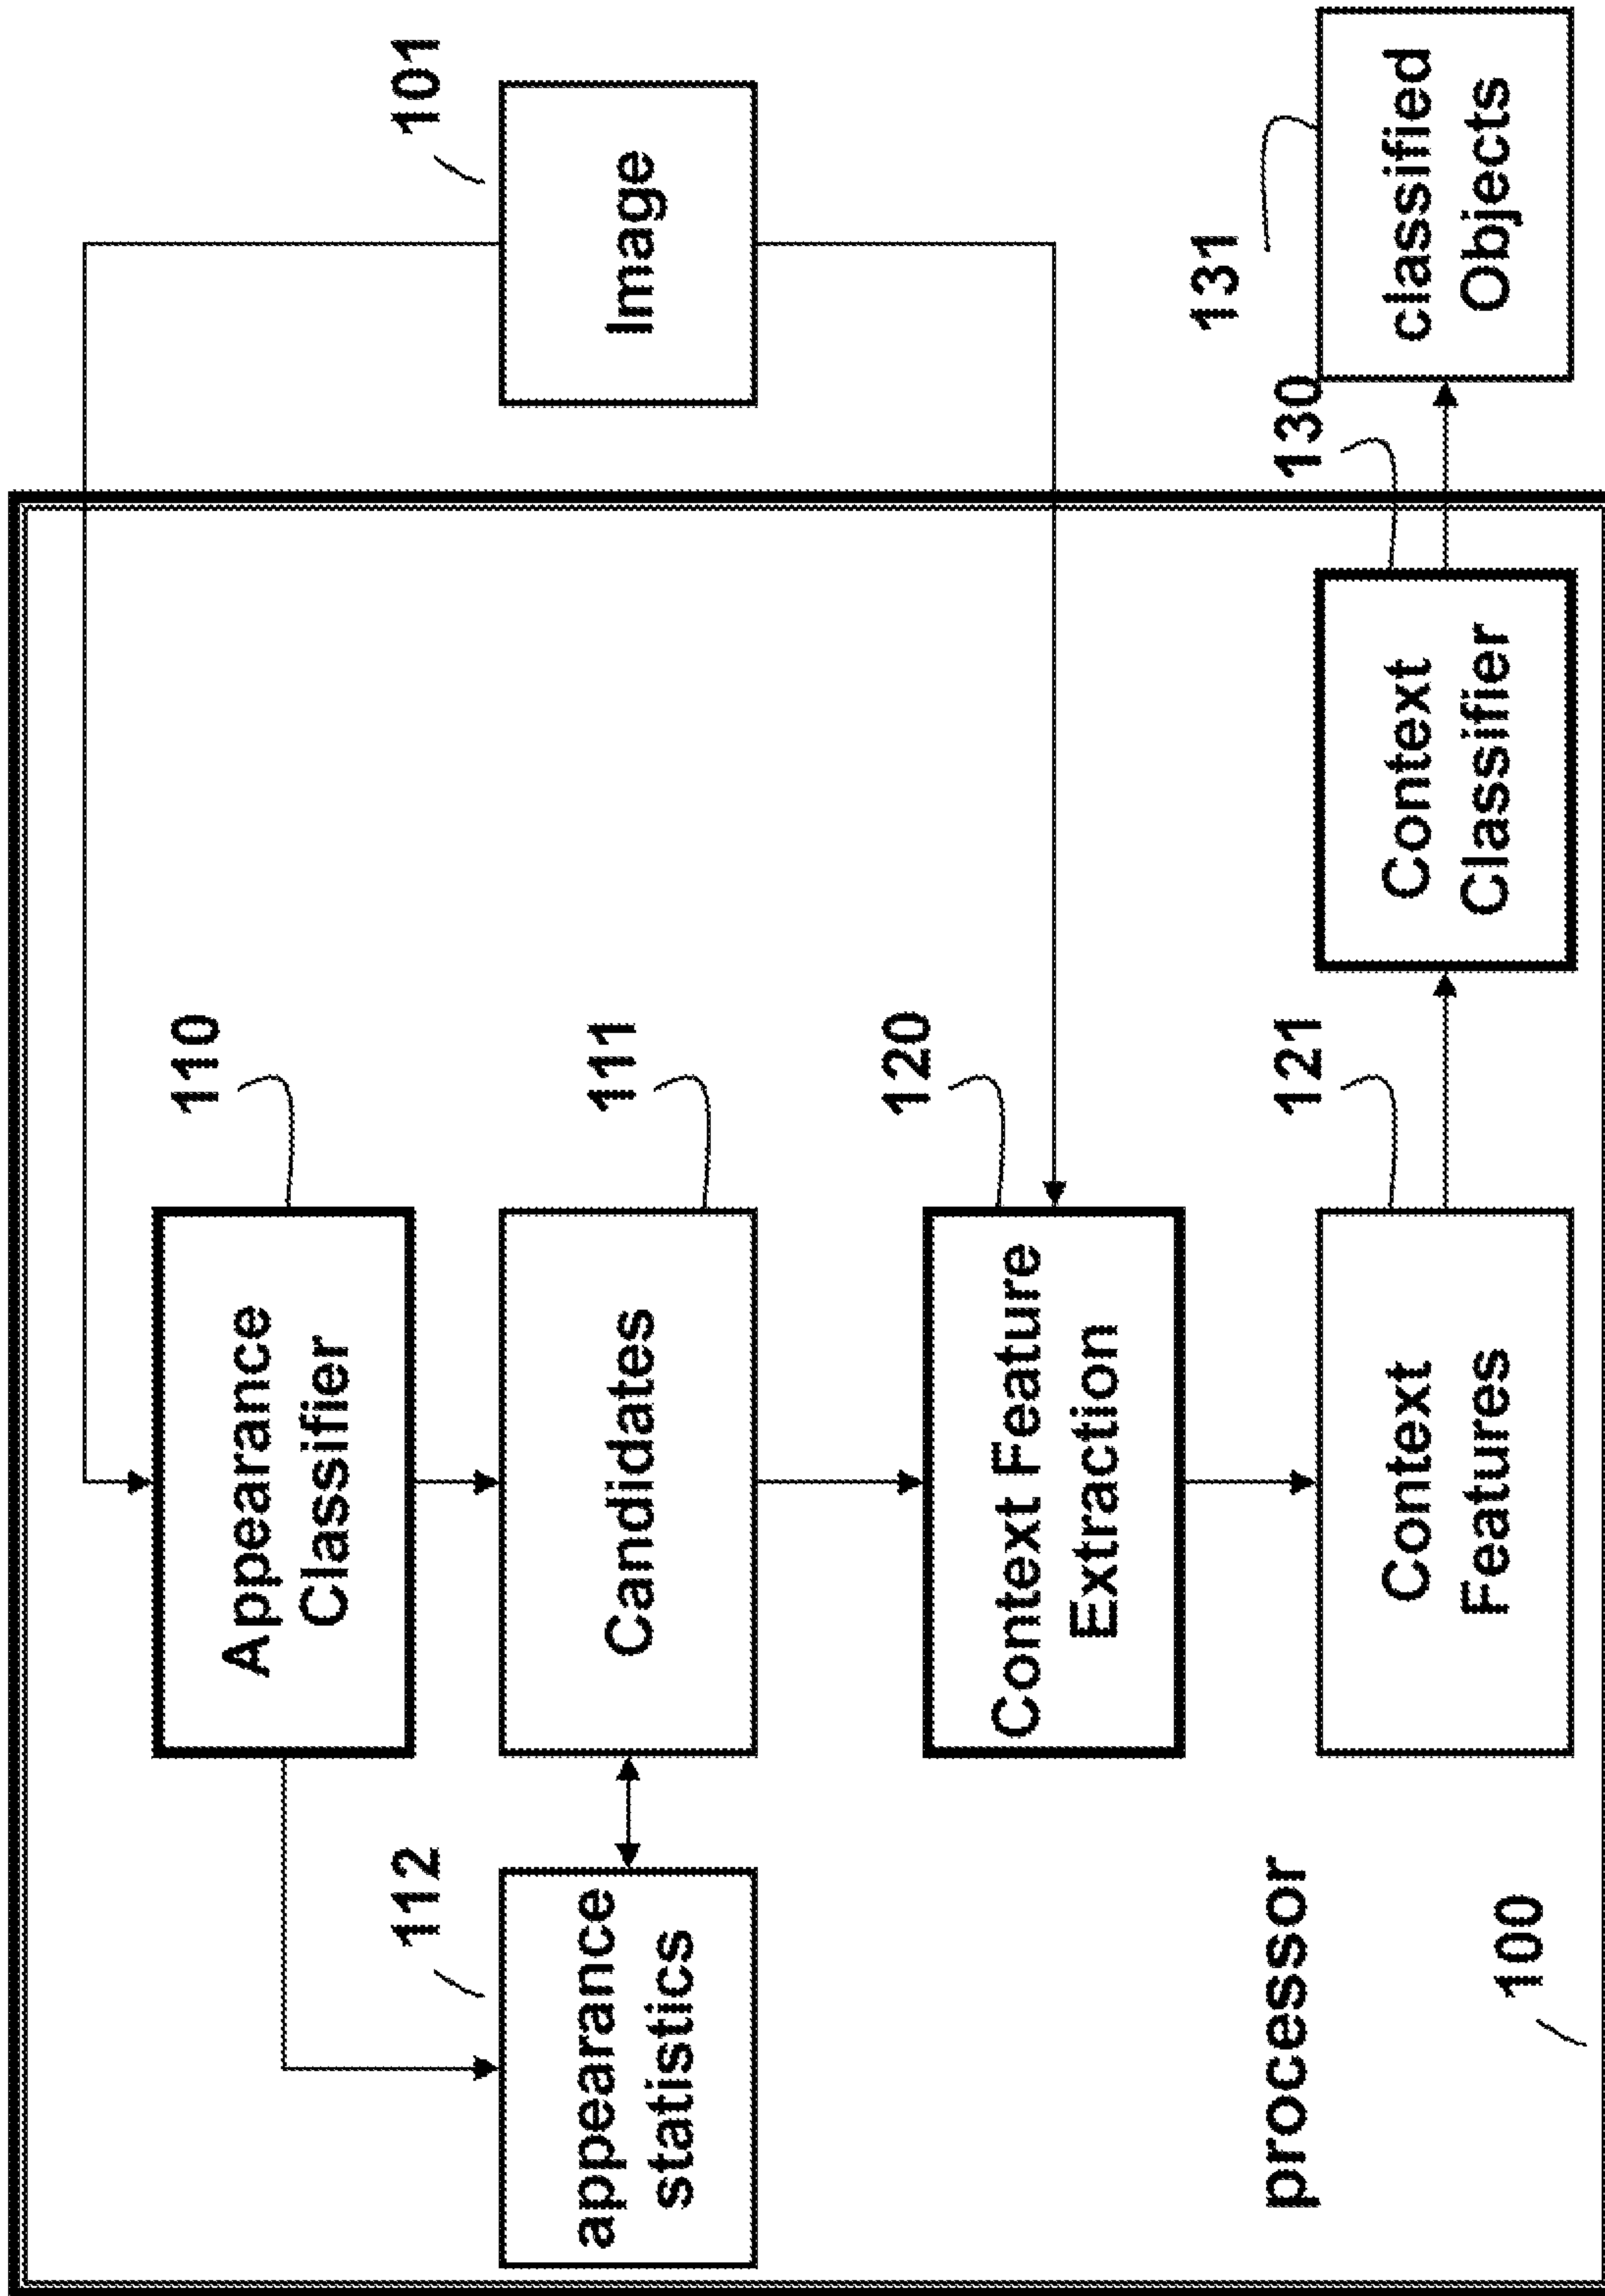 110
Appearance
Classifier
101
Image
112
appearance
statistics
111
Candidates
120
Context Feature
Extraction
121
Context
Features
130
Context
Classifier
131
classified
Objects
processor
100